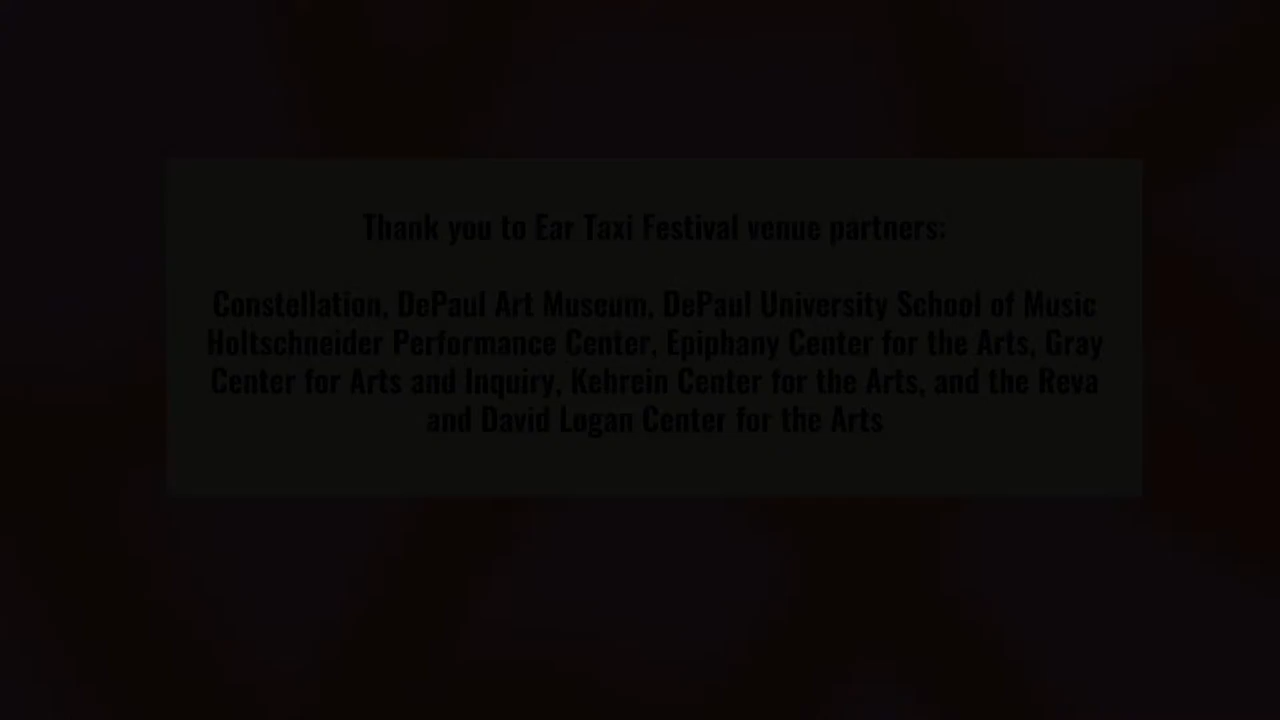 Thank you to Ear Taxi Festival venue partners:
Constellation, DePaul Art Museum, DePaul University School of Music
Holtschneider Performance Center, Epiphany Center for the Arts, Gray
Center for Arts and Inquiry, Kehrein Center for the Arts, and the Reva
and David Logan Center for the Arts